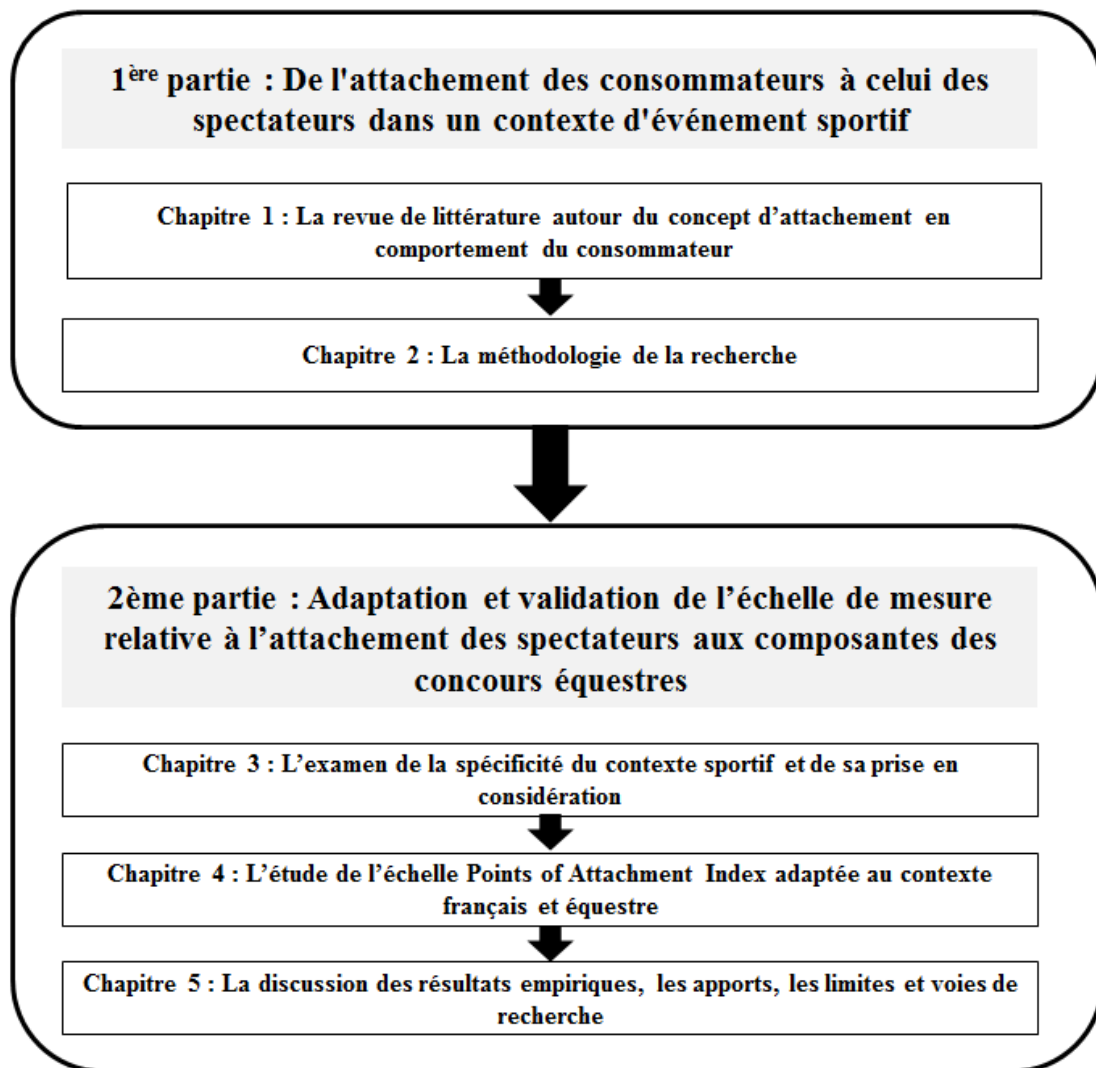 1ère partie : De l'attachement des consommateurs à celui des
spectateurs dans un contexte d'événement sportif
Chapitre 1 : La revue de littérature autour du concept d’attachement en
comportement du consommateur
Chapitre 2 : La méthodologie de la recherche
2ème partie : Adaptation et validation de l’échelle de mesure
relative à l’attachement des spectateurs aux composantes des
concours équestres
Chapitre 3 : L’examen de la spécificité du contexte sportif et de sa prise en
considération
Chapitre 4 : L’étude de l’échelle Points of Attachment Index adaptée au contexte
français et équestre
Chapitre 5 : La discussion des résultats empiriques, les apports, les limites et voies de
recherche